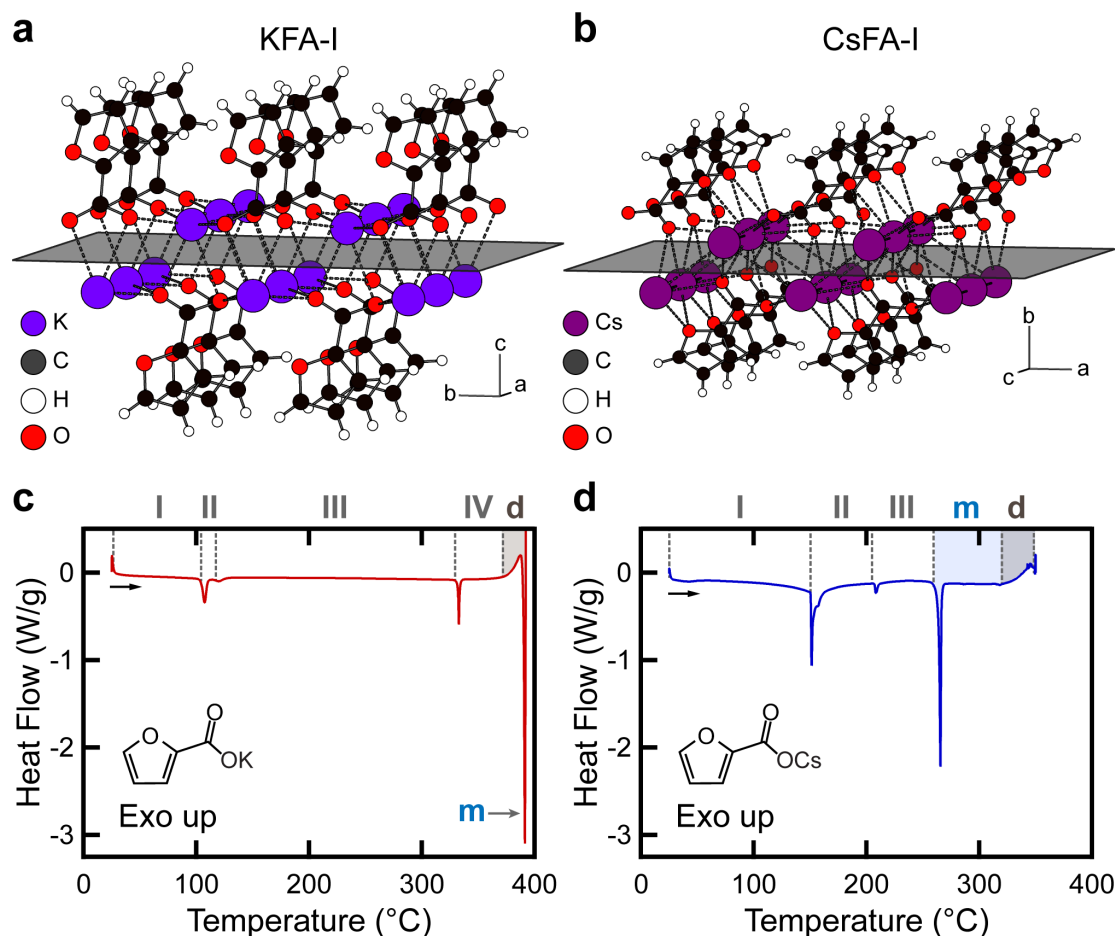 a
KFA-I
b
CsFA-I
K
C
H
O
c
b
a
Cs
C
H
O
b
c
a
c
I
II
III
IV
d
0
-1
-2
-3
Heat Flow (W/g)
O
O
OK
Exo up
m
0
100
200
300
400
Temperature (°C)
d
I
II
III
m
d
0
-1
-2
-3
Heat Flow (W/g)
O
O
OCs
Exo up
0
100
200
300
400
Temperature (°C)